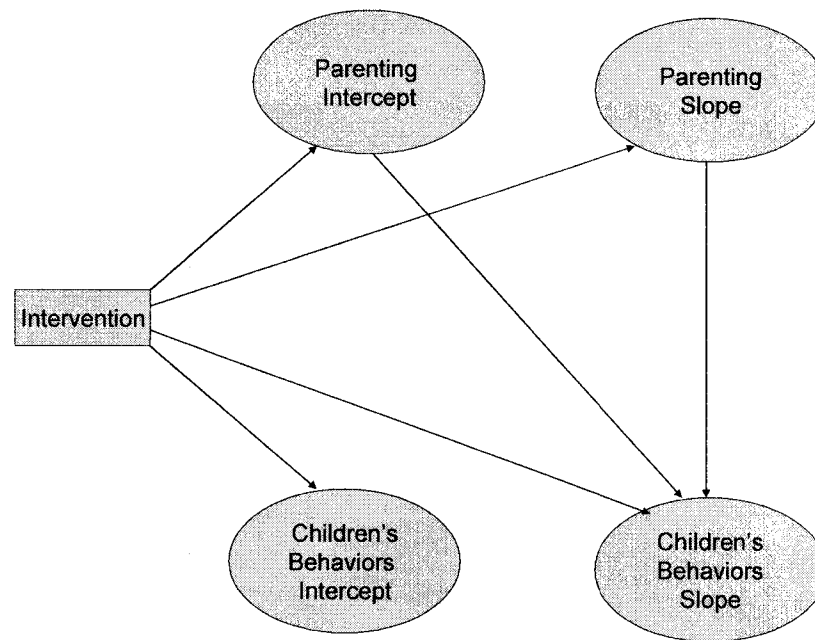 Parenting
Intercept
Parenting
Slope
Intervention
Children's
Behaviors
Intercept
Children's
Behaviors
Slope